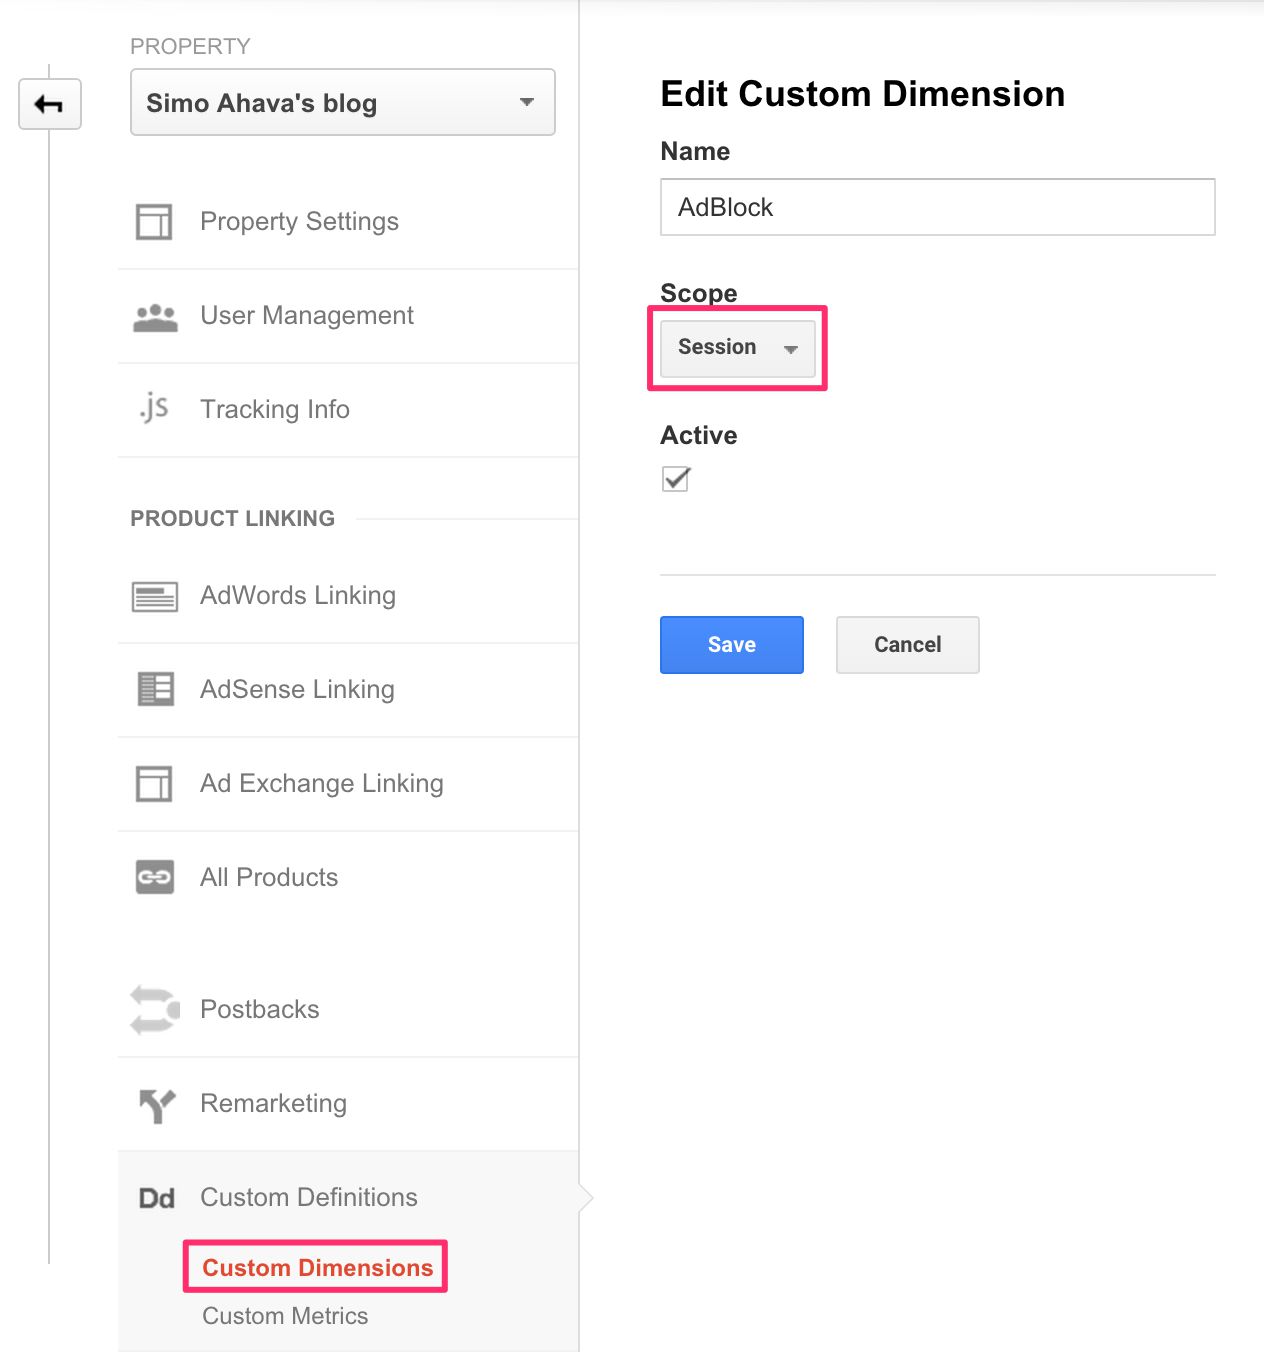 PROPERTY
Simo Ahava's blog
Property Settings
User Management
.js Tracking Info
PRODUCT LINKING
AdWords Linking
AdSense Linking
Ad Exchange Linking
All Products
Postbacks
Remarketing
Dd Custom Definitions
Custom Dimensions
Custom Metrics
Edit Custom Dimension
Name
AdBlock
Scope
Session
Active
Save Cancel